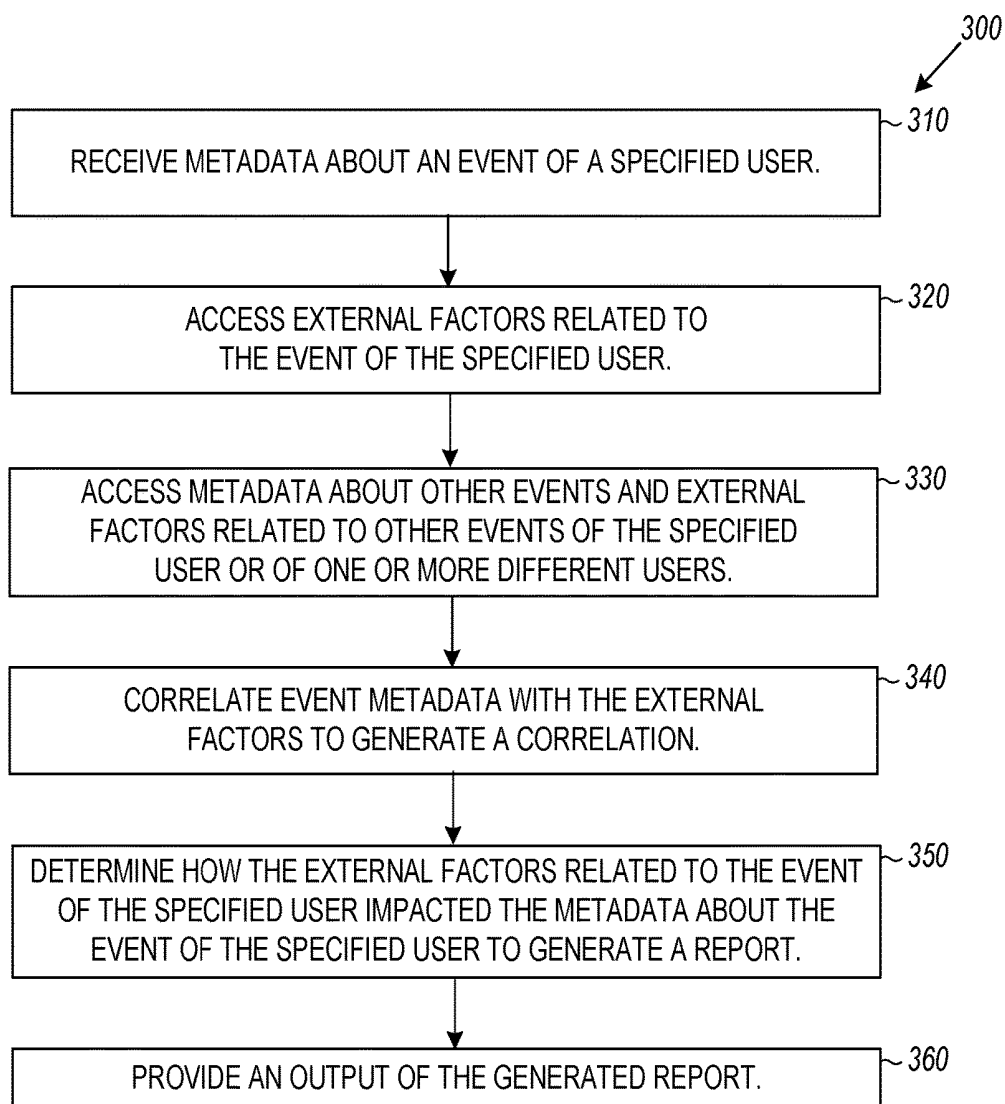 300
310
RECEIVE METADATA ABOUT AN EVENT OF A SPECIFIED USER.
320
ACCESS EXTERNAL FACTORS RELATED TO
THE EVENT OF THE SPECIFIED USER.
330
ACCESS METADATA ABOUT OTHER EVENTS AND EXTERNAL
FACTORS RELATED TO OTHER EVENTS OF THE SPECIFIED
USER OR OF ONE OR MORE DIFFERENT USERS.
340
CORRELATE EVENT METADATA WITH THE EXTERNAL
FACTORS TO GENERATE A CORRELATION.
350
DETERMINE HOW THE EXTERNAL FACTORS RELATED TO THE EVENT
OF THE SPECIFIED USER IMPACTED THE METADATA ABOUT THE
EVENT OF THE SPECIFIED USER TO GENERATE A REPORT.
360
PROVIDE AN OUTPUT OF THE GENERATED REPORT.